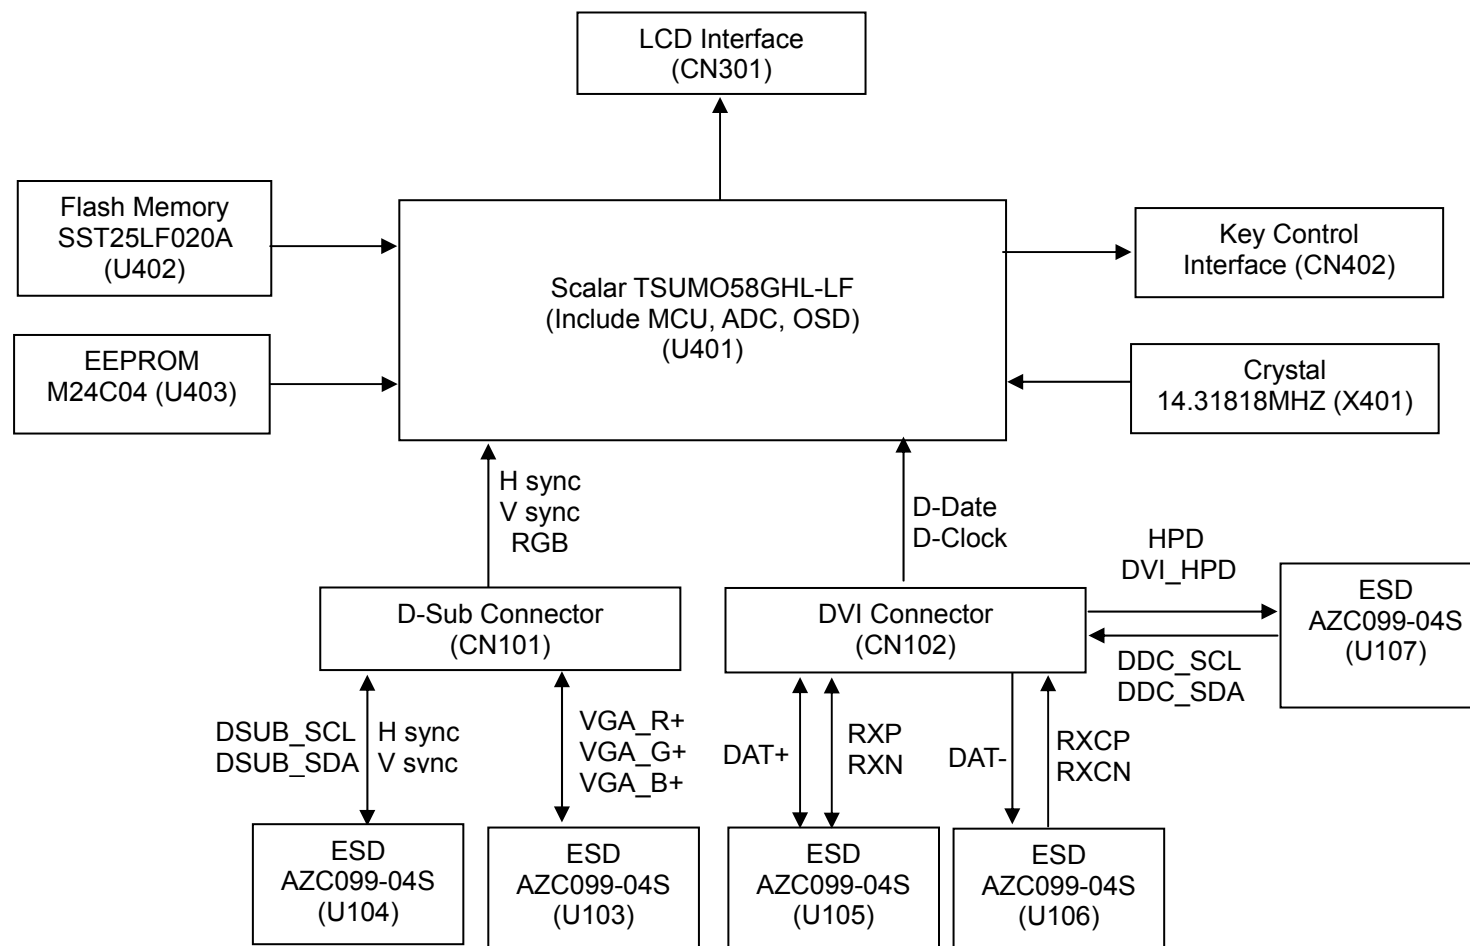 LCD Interface
(CN301)
Flash Memory
SST25LF020A
(U402)
Scalar TSUMO58GHL-LF
(Include MCU, ADC, OSD)
(U401)
Key Control
Interface (CN402)
EEPROM
M24C04 (U403)
Crystal
14.31818MHZ (X401)
H sync
V sync
RGB
D-Date
D-Clock
HPD
DVI_HPD
D-Sub Connector
(CN101)
DVI Connector
(CN102)
ESD
AZC099-04S
(U107)
DDC_SCL
DDC_SDA
DSUB_SCL
DSUB_SDA
H sync
V sync
VGA_R+
VGA_G+
VGA_B+
DAT+
RXP
RXN
DAT-
RXCP
RXCN
ESD
AZC099-04S
(U104)
ESD
AZC099-04S
(U103)
ESD
AZC099-04S
(U105)
ESD
AZC099-04S
(U106)